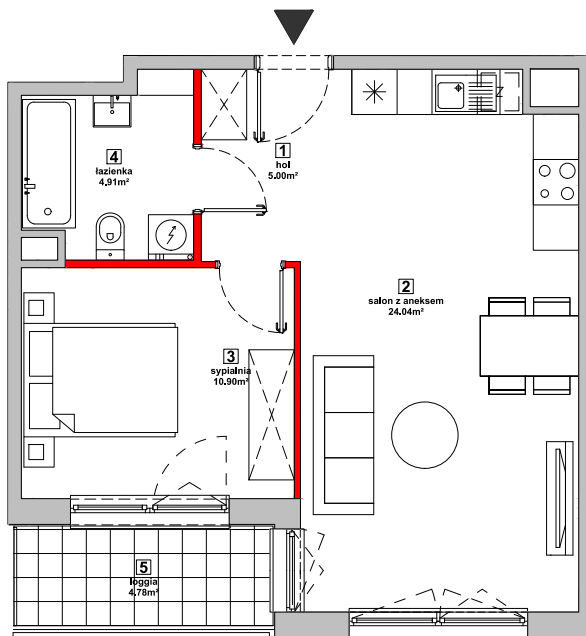 1
hol
5.00m²
4
łazienka
4.91m²
Z
2
salon z aneksem
24.04m²
3
sypialnia
10.90m²
5
loggia
4.78m²